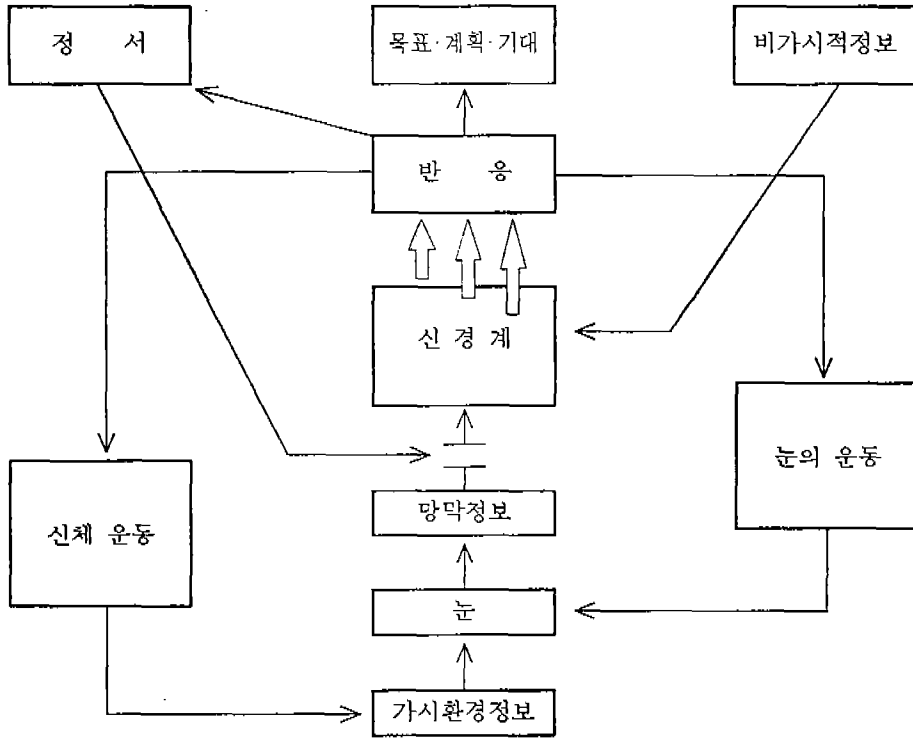 정 서
목표·계획·기대
비가시적정보
반 응
신 경 계
눈의 운동
망막정보
신체 운동
눈
가시환경정보